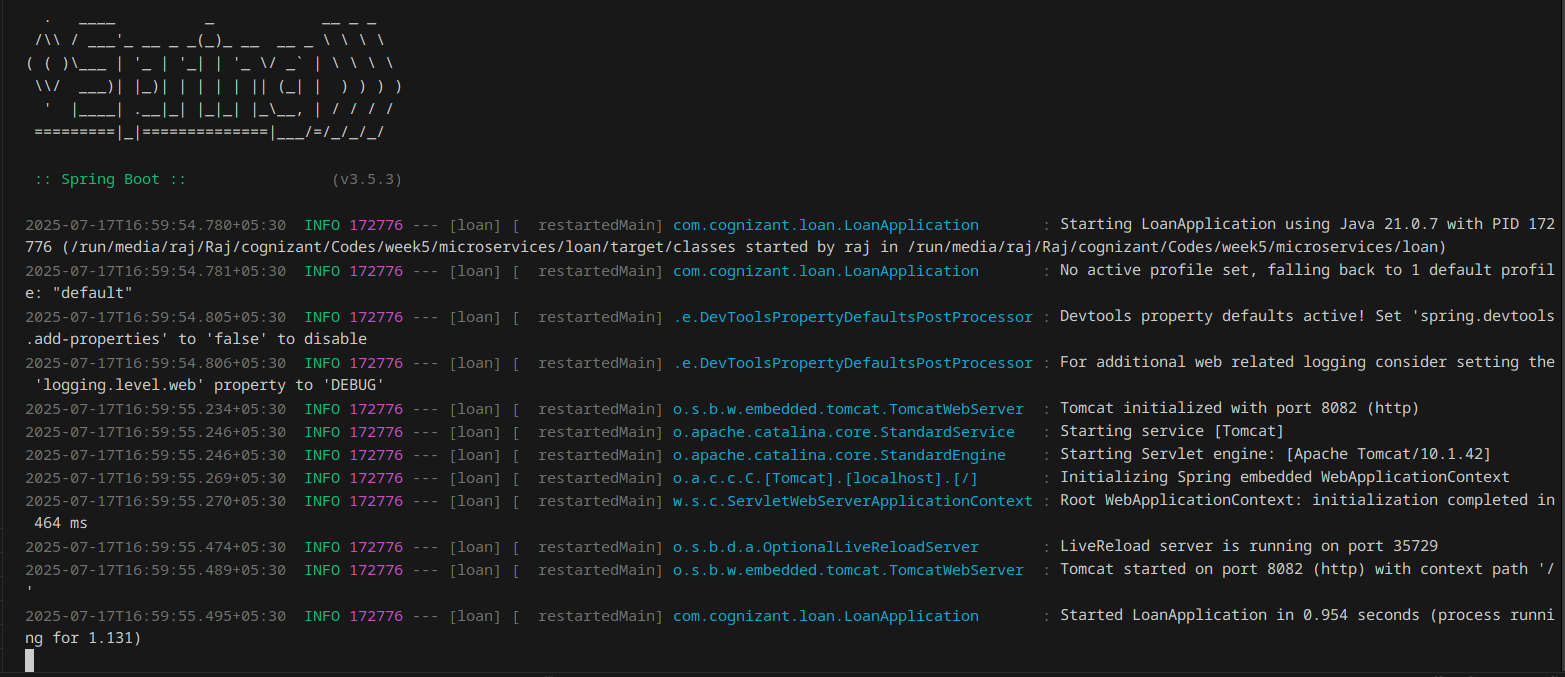 .   ____          _            __ _ _
 /\\ / ___'_ __ _ _(_)_ __  __ _ \ \ \ \
( ( )\___ | '_ | '_| | '_ \/ _` | \ \ \ \
 \\/  ___)| |_)| | | | | || (_| |  ) ) ) )
  '  |____| .__|_| |_|_| |_\__, | / / / /
 =========|_|==============|___/=/_/_/_/

 :: Spring Boot ::                (v3.5.3)

2025-07-17T16:59:54.780+05:30  INFO 172776 --- [loan] [  restartedMain] com.cognizant.loan.LoanApplication       : Starting LoanApplication using Java 21.0.7 with PID 172
776 (/run/media/raj/Raj/cognizant/Codes/week5/microservices/loan/target/classes started by raj in /run/media/raj/Raj/cognizant/Codes/week5/microservices/loan)
2025-07-17T16:59:54.781+05:30  INFO 172776 --- [loan] [  restartedMain] com.cognizant.loan.LoanApplication       : No active profile set, falling back to 1 default profil
e: "default"
2025-07-17T16:59:54.805+05:30  INFO 172776 --- [loan] [  restartedMain] .e.DevToolsPropertyDefaultsPostProcessor : Devtools property defaults active! Set 'spring.devtools
.add-properties' to 'false' to disable
2025-07-17T16:59:54.806+05:30  INFO 172776 --- [loan] [  restartedMain] .e.DevToolsPropertyDefaultsPostProcessor : For additional web related logging consider setting the
 'logging.level.web' property to 'DEBUG'
2025-07-17T16:59:55.234+05:30  INFO 172776 --- [loan] [  restartedMain] o.s.b.w.embedded.tomcat.TomcatWebServer  : Tomcat initialized with port 8082 (http)
2025-07-17T16:59:55.246+05:30  INFO 172776 --- [loan] [  restartedMain] o.apache.catalina.core.StandardService   : Starting service [Tomcat]
2025-07-17T16:59:55.246+05:30  INFO 172776 --- [loan] [  restartedMain] o.apache.catalina.core.StandardEngine    : Starting Servlet engine: [Apache Tomcat/10.1.42]
2025-07-17T16:59:55.269+05:30  INFO 172776 --- [loan] [  restartedMain] o.a.c.c.C.[Tomcat].[localhost].[/]       : Initializing Spring embedded WebApplicationContext
2025-07-17T16:59:55.270+05:30  INFO 172776 --- [loan] [  restartedMain] w.s.c.ServletWebServerApplicationContext : Root WebApplicationContext: initialization completed in
 464 ms
2025-07-17T16:59:55.474+05:30  INFO 172776 --- [loan] [  restartedMain] o.s.b.d.a.OptionalLiveReloadServer       : LiveReload server is running on port 35729
2025-07-17T16:59:55.489+05:30  INFO 172776 --- [loan] [  restartedMain] o.s.b.w.embedded.tomcat.TomcatWebServer  : Tomcat started on port 8082 (http) with context path '/
'
2025-07-17T16:59:55.495+05:30  INFO 172776 --- [loan] [  restartedMain] com.cognizant.loan.LoanApplication       : Started LoanApplication in 0.954 seconds (process runni
ng for 1.131)